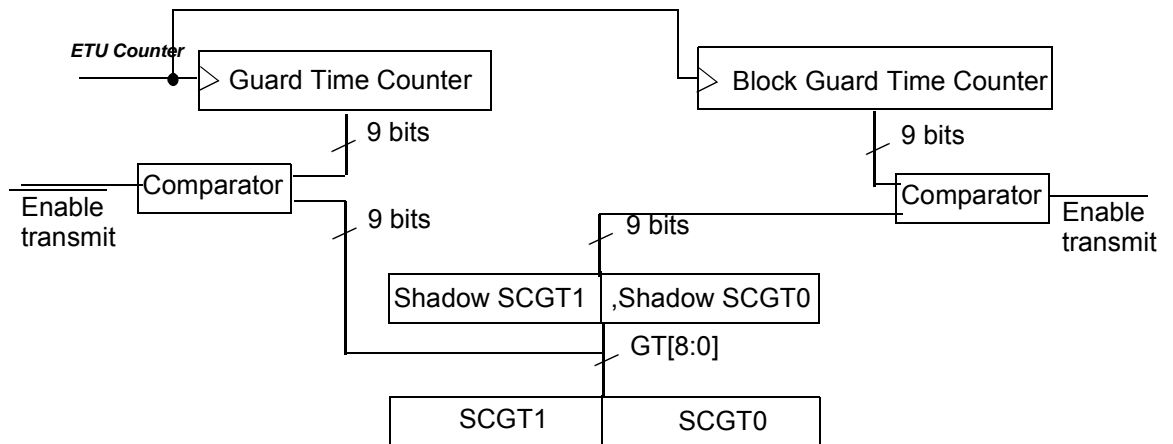 ETU Counter
Guard Time Counter
Block Guard Time Counter
9 bits
9 bits
Comparator
Comparator
Enable
transmit
9 bits
9 bits
Enable
transmit
Shadow SCGT1
,Shadow SCGT0
GT[8:0]
SCGT1
SCGT0